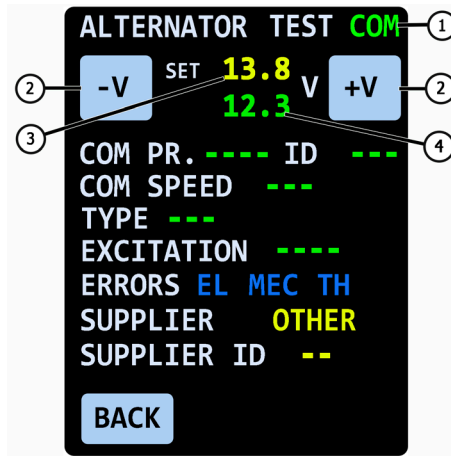 ALTERNATOR TEST COM 1
2 -V SET 13.8 V +V 2
12.3
3 4
COM PR. ---- ID ---
COM SPEED ---
TYPE ---
EXCITATION ----
ERRORS EL MEC TH
SUPPLIER OTHER
SUPPLIER ID --
BACK